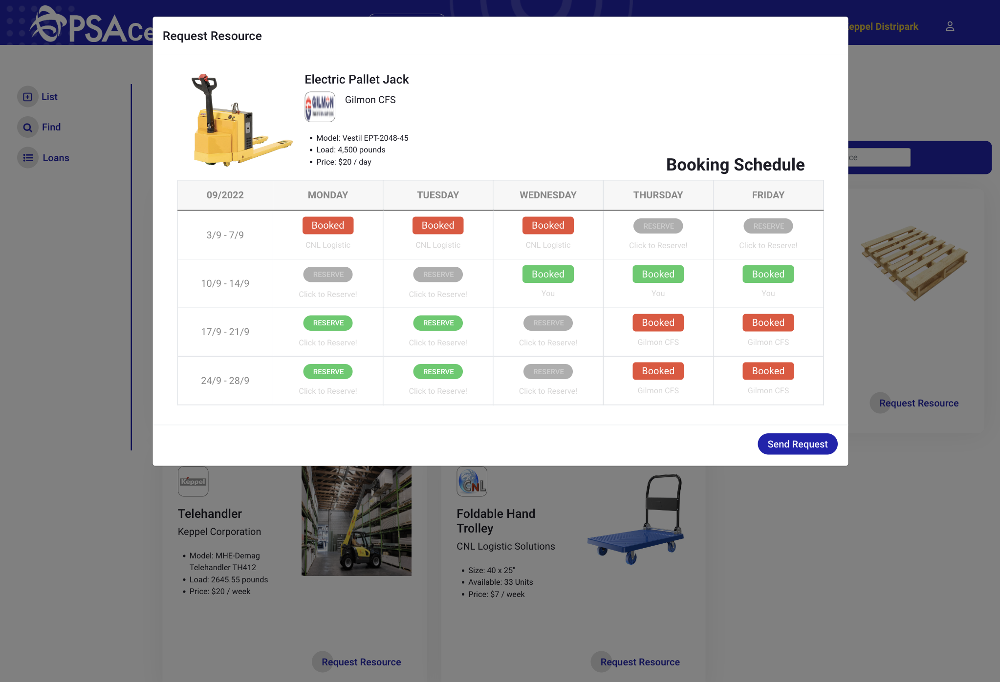 PSAce
Keppel Distripark
Request Resource
List
Find
Loans
Electric Pallet Jack
GILMON
Gilmon CFS
Model: Vestil EPT-2048-45
Load: 4,500 pounds
Price: $20 / day
Booking Schedule
ce
09/2022 MONDAY TUESDAY WEDNESDAY THURSDAY FRIDAY
3/9 - 7/9 Booked Booked Booked RESERVE RESERVE
CNL Logistic CNL Logistic CNL Logistic Click to Reserve! Click to Reserve!
10/9 - 14/9 RESERVE RESERVE Booked Booked Booked
Click to Reserve! Click to Reserve! You You You
17/9 - 21/9 RESERVE RESERVE RESERVE Booked Booked
Click to Reserve! Click to Reserve! Click to Reserve! Gilmon CFS Gilmon CFS
24/9 - 28/9 RESERVE RESERVE RESERVE Booked Booked
Click to Reserve! Click to Reserve! Click to Reserve! Gilmon CFS Gilmon CFS
Request Resource
Send Request
Keppel
Telehandler
Keppel Corporation
Model: MHE-Demag
Telehandler TH412
Load: 2645.55 pounds
Price: $20 / week
Request Resource
CNL
Foldable Hand
Trolley
CNL Logistic Solutions
Size: 40 x 25"
Available: 33 Units
Price: $7 / week
Request Resource